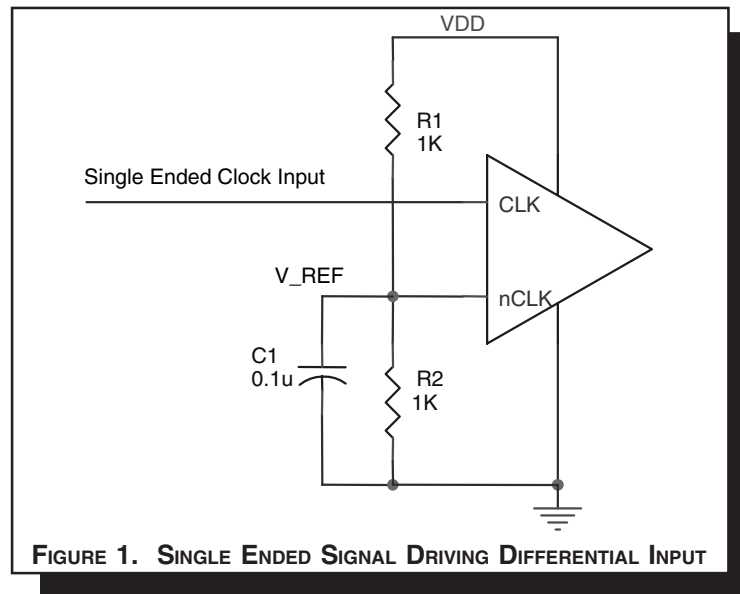 VDD
R1
1K
Single Ended Clock Input
CLK
V_REF
nCLK
C1
0.1u
R2
1K
FIGURE 1. SINGLE ENDED SIGNAL DRIVING DIFFERENTIAL INPUT